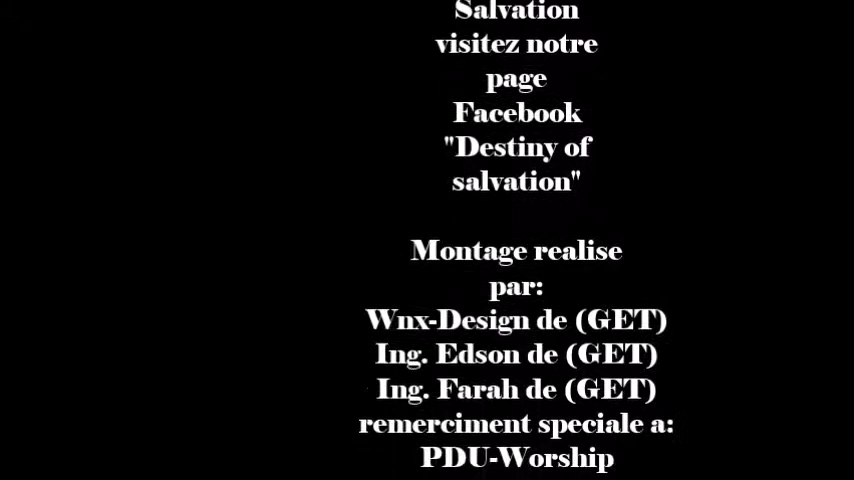 Salvation
visitez notre
page
Facebook
"Destiny of
salvation"
Montage realise
par:
Wnx-Design de (GET)
Ing. Edson de (GET)
Ing. Farah de (GET)
remerciment speciale a:
PDU-Worship